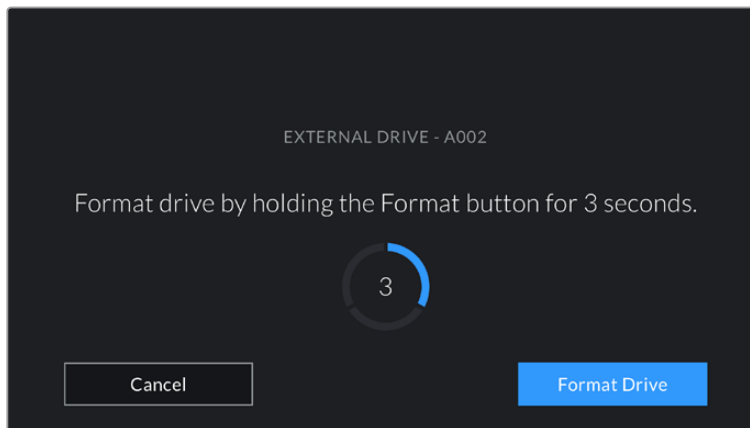 EXTERNAL DRIVE - A002
Format drive by holding the Format button for 3 seconds.
3
Cancel
Format Drive